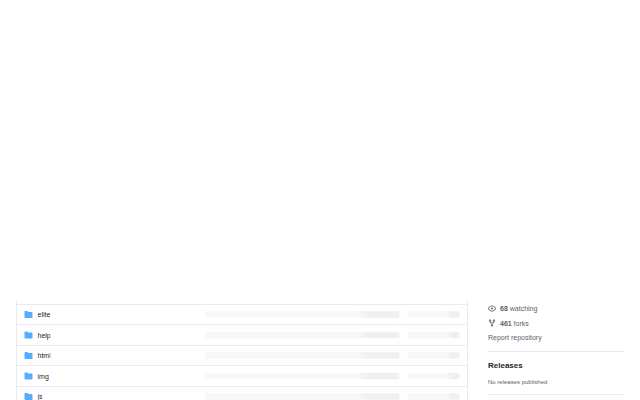 elite
help
html
img
js
68 watching
461 forks
Report repository
Releases
No releases published